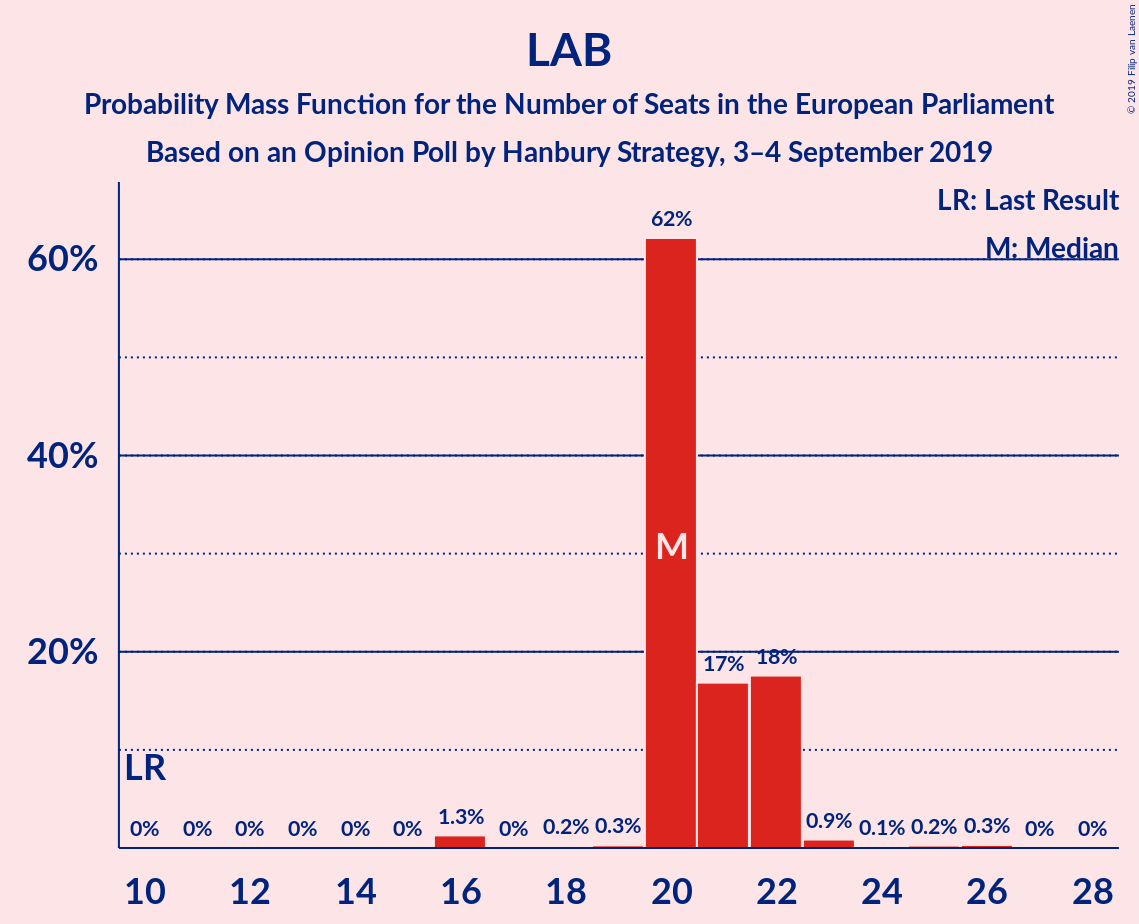 © 2019 Filip van Laenen
LAB
Probability Mass Function for the Number of Seats in the European Parliament
Based on an Opinion Poll by Hanbury Strategy, 3–4 September 2019
LR: Last Result
M: Median
62%
60%
40%
M
20%
17% 18%
LR
0% 0% 0% 0% 0% 0% 1.3% 0% 0.2% 0.3% 0.9% 0.1% 0.2% 0.3% 0% 0%
10 12 14 16 18 20 22 24 26 28